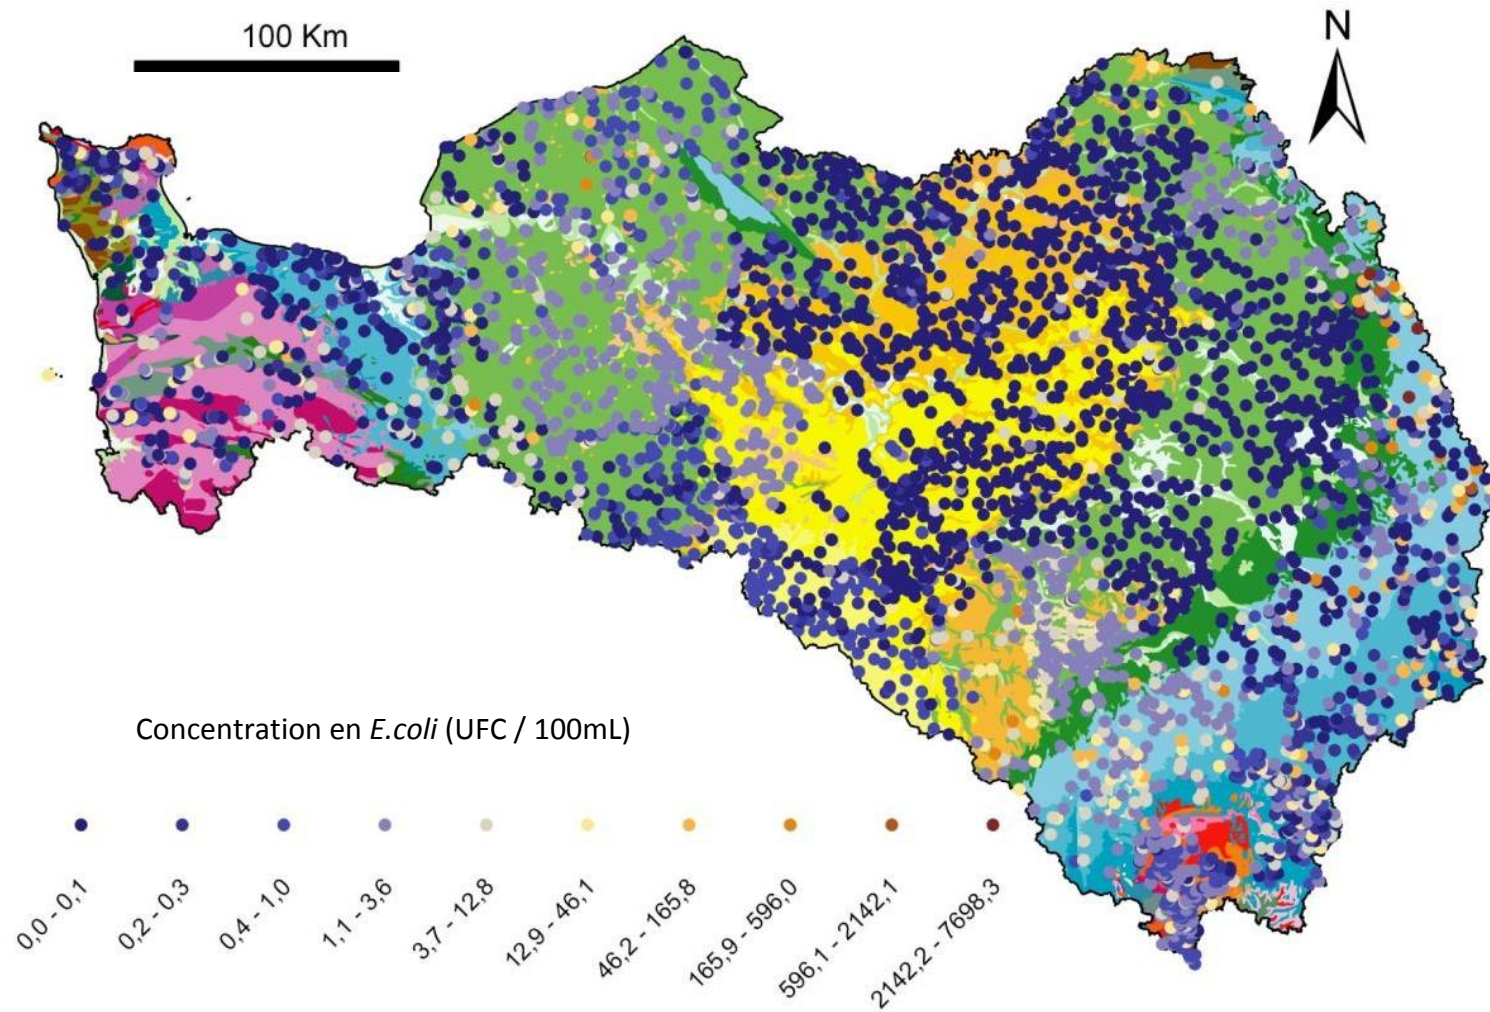 100 Km
N
Concentration en E.coli (UFC / 100mL)
0,0 - 0,1
0,2 - 0,3
0,4 - 1,0
1,1 - 3,6
3,7 - 12,8
12,9 - 46,1
46,2 - 165,8
165,9 - 596,0
596,1 - 2142,1
2142,2 - 7698,3